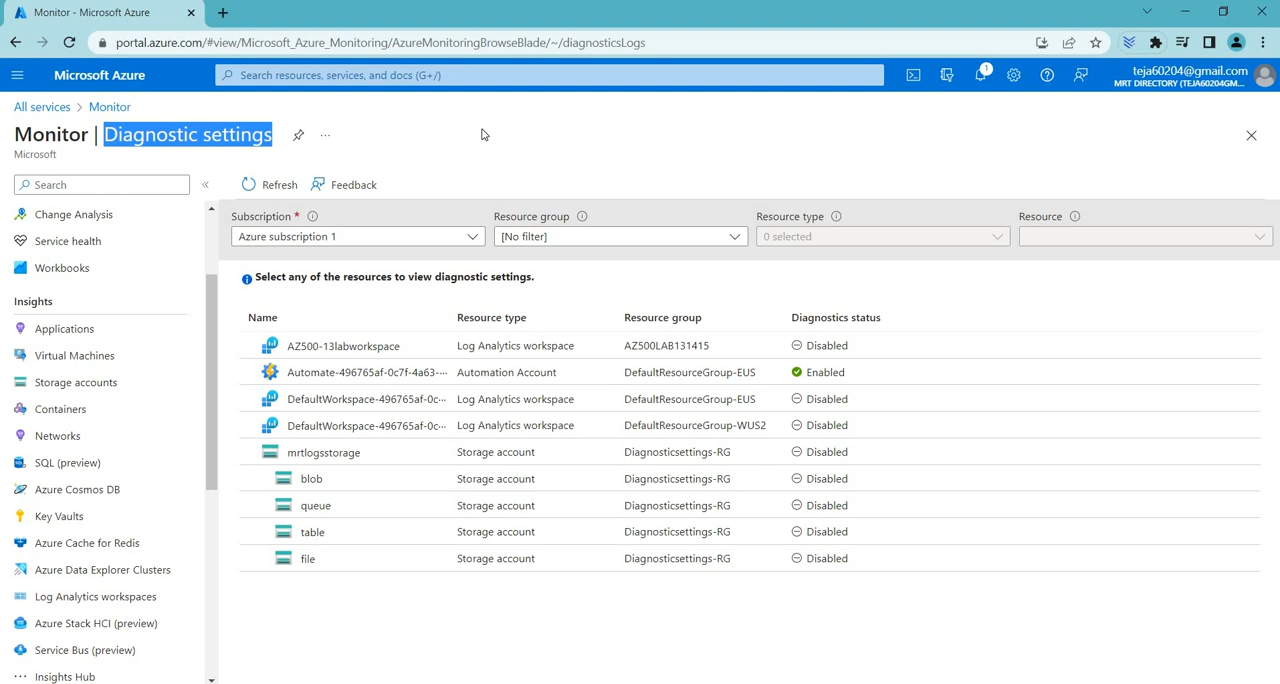 Monitor - Microsoft Azure
portal.azure.com/#view/Microsoft_Azure_Monitoring/AzureMonitoringBrowseBlade/~/diagnosticsLogs
Microsoft Azure
Search resources, services, and docs (G+/)
1
teja60204@gmail.com
MRT DIRECTORY (TEJA60204GM...
All services > Monitor
Monitor | Diagnostic settings
...
Microsoft
Search
«
Refresh
Feedback
Change Analysis
Service health
Workbooks
Insights
Applications
Virtual Machines
Storage accounts
Containers
Networks
SQL (preview)
Azure Cosmos DB
Key Vaults
Azure Cache for Redis
Azure Data Explorer Clusters
Log Analytics workspaces
Azure Stack HCI (preview)
Service Bus (preview)
Insights Hub
Subscription * Resource group Resource type Resource
Azure subscription 1 [No filter] 0 selected
Select any of the resources to view diagnostic settings.
Name Resource type Resource group Diagnostics status
AZ500-13labworkspace Log Analytics workspace AZ500LAB131415 Disabled
Automate-496765af-0c7f-4a63-... Automation Account DefaultResourceGroup-EUS Enabled
DefaultWorkspace-496765af-0c... Log Analytics workspace DefaultResourceGroup-EUS Disabled
DefaultWorkspace-496765af-0c... Log Analytics workspace DefaultResourceGroup-WUS2 Disabled
mrtlogsstorage Storage account Diagnosticsettings-RG Disabled
blob Storage account Diagnosticsettings-RG Disabled
queue Storage account Diagnosticsettings-RG Disabled
table Storage account Diagnosticsettings-RG Disabled
file Storage account Diagnosticsettings-RG Disabled